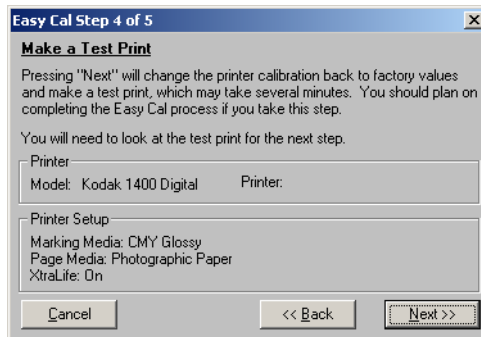 Easy Cal Step 4 of 5
Make a Test Print
Pressing "Next" will change the printer calibration back to factory values
and make a test print, which may take several minutes. You should plan on
completing the Easy Cal process if you take this step.
You will need to look at the test print for the next step.
Printer
Model: Kodak 1400 Digital Printer:
Printer Setup
Marking Media: CMY Glossy
Page Media: Photographic Paper
XtraLife: On
Cancel << Back Next >>